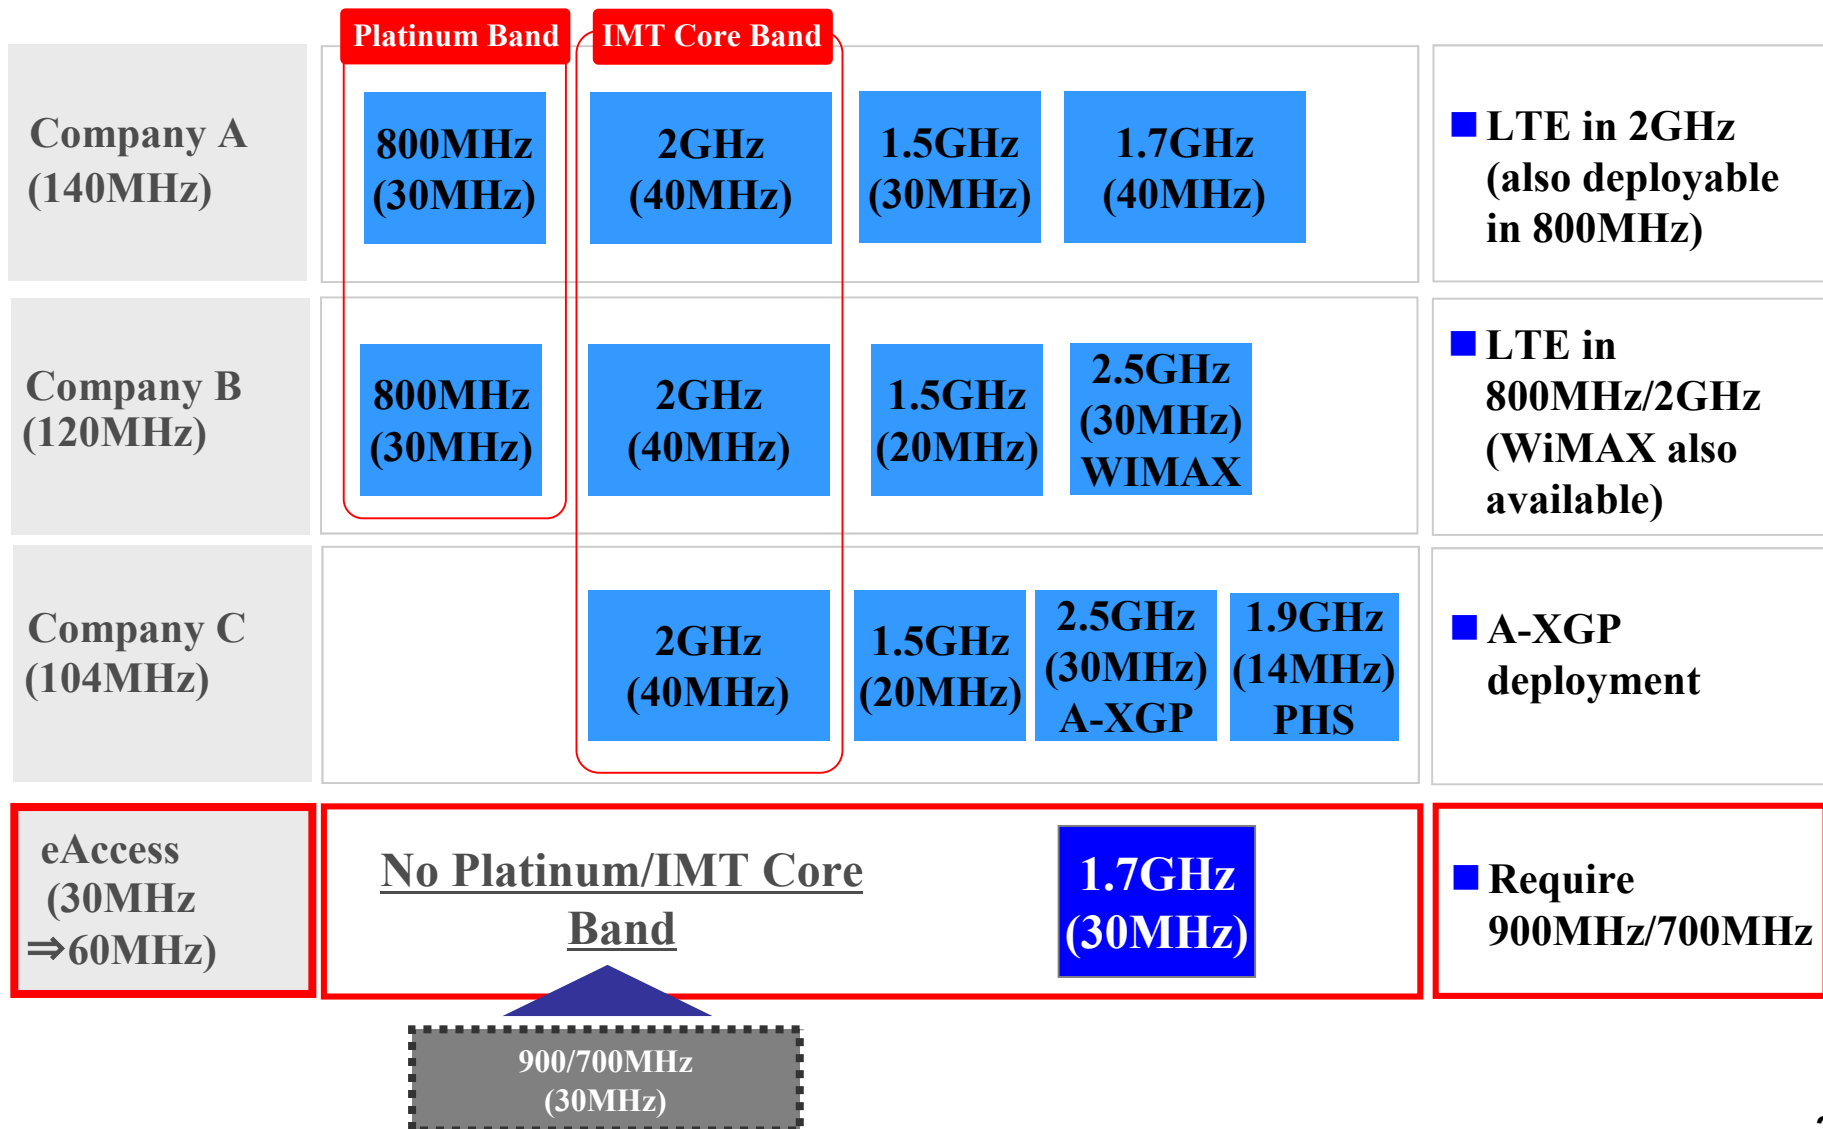 Platinum Band
IMT Core Band
Company A
(140MHz)
800MHz
(30MHz)
2GHz
(40MHz)
1.5GHz
(30MHz)
1.7GHz
(40MHz)
■ LTE in 2GHz
(also deployable
in 800MHz)
Company B
(120MHz)
800MHz
(30MHz)
2GHz
(40MHz)
1.5GHz
(20MHz)
2.5GHz
(30MHz)
WIMAX
■ LTE in
800MHz/2GHz
(WiMAX also
available)
Company C
(104MHz)
2GHz
(40MHz)
1.5GHz
(20MHz)
2.5GHz
(30MHz)
A-XGP
1.9GHz
(14MHz)
PHS
■ A-XGP
deployment
eAccess
(30MHz
⇒60MHz)
No Platinum/IMT Core
Band
1.7GHz
(30MHz)
■ Require
900MHz/700MHz
900/700MHz
(30MHz)